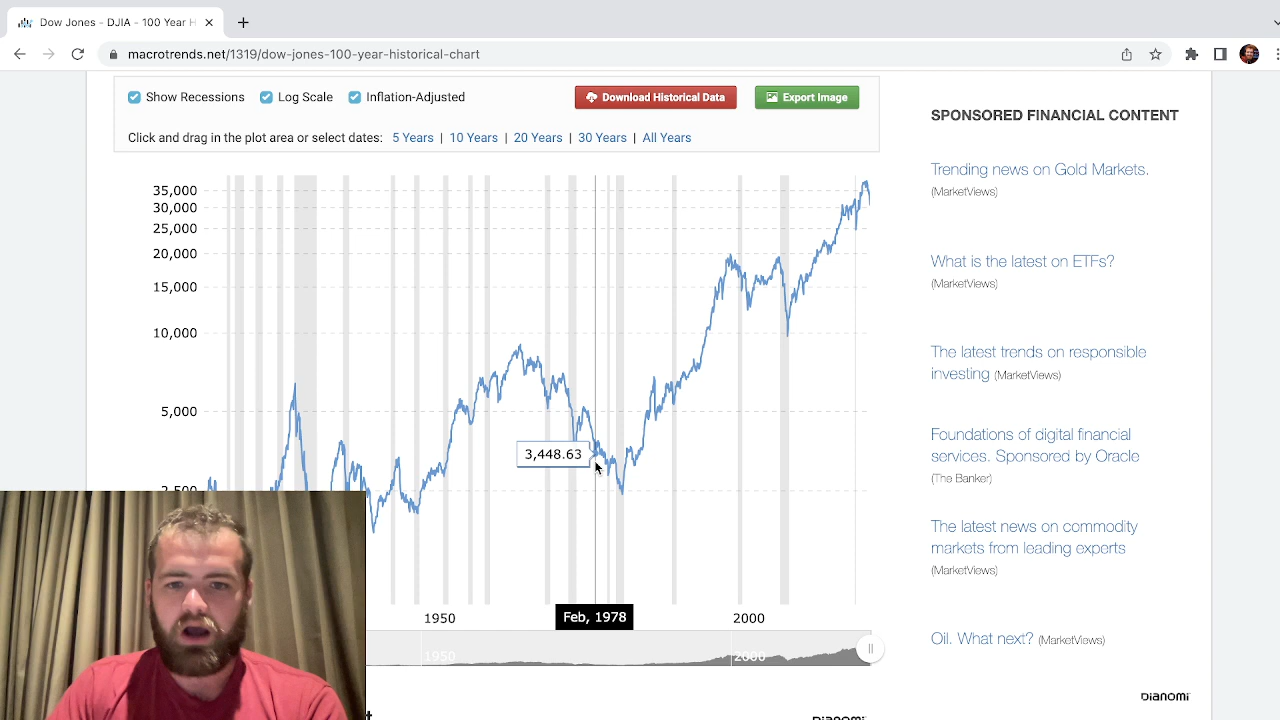 Dow Jones - DJIA - 100 Year H
macrotrends.net/1319/dow-jones-100-year-historical-chart
Show Recessions Log Scale Inflation-Adjusted
Download Historical Data Export Image
Click and drag in the plot area or select dates: 5 Years | 10 Years | 20 Years | 30 Years | All Years
35,000
30,000
25,000
20,000
15,000
10,000
5,000
2,500
3,448.63
1950 Feb, 1978 2000
1950 2000
SPONSORED FINANCIAL CONTENT
Trending news on Gold Markets.
(MarketViews)
What is the latest on ETFs?
(MarketViews)
The latest trends on responsible
investing (MarketViews)
Foundations of digital financial
services. Sponsored by Oracle
(The Banker)
The latest news on commodity
markets from leading experts
(MarketViews)
Oil. What next? (MarketViews)
DIANOMI
DIANOMI